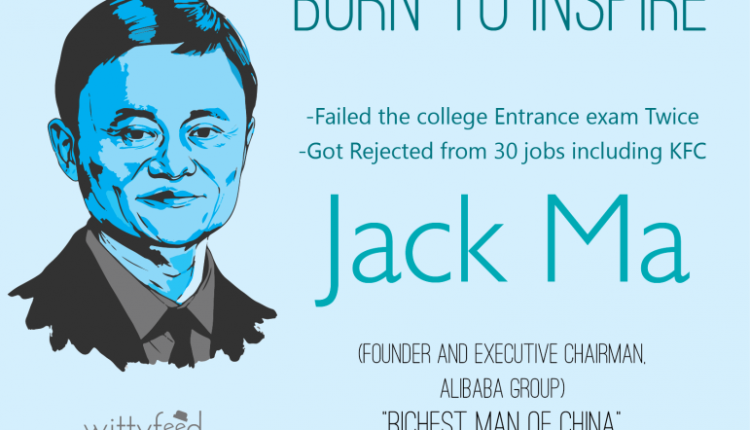 BORN TO INSPIRE
-Failed the college Entrance exam Twice
-Got Rejected from 30 jobs including KFC
Jack Ma
(FOUNDER AND EXECUTIVE CHAIRMAN,
ALIBABA GROUP)
"RICHEST MAN OF CHINA"
wittyfeed